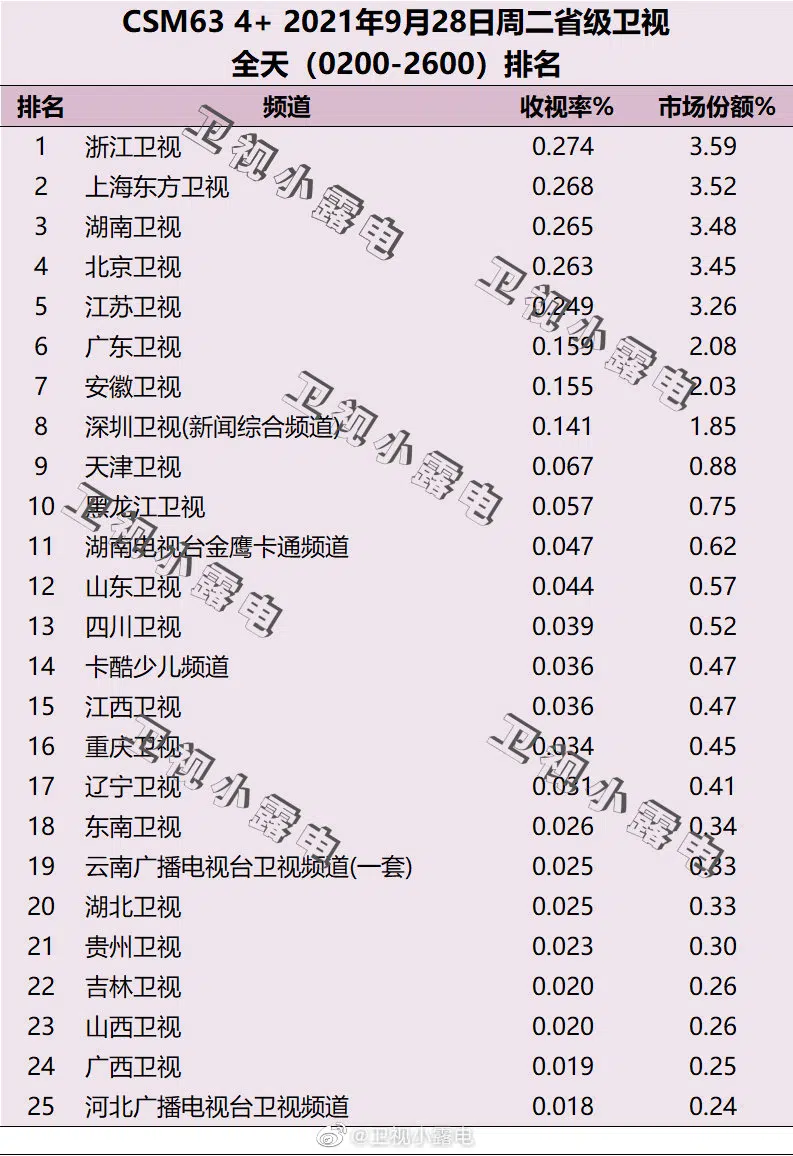 CSM63 4+ 2021年9月28日周二省级卫视
全天（0200-2600）排名
排名 频道 收视率% 市场份额%
1 浙江卫视 0.274 3.59
2 上海东方卫视 0.268 3.52
3 湖南卫视 0.265 3.48
4 北京卫视 0.263 3.45
5 江苏卫视 0.249 3.26
6 广东卫视 0.159 2.08
7 安徽卫视 0.155 2.03
8 深圳卫视(新闻综合频道) 0.141 1.85
9 天津卫视 0.067 0.88
10 黑龙江卫视 0.057 0.75
11 湖南电视台金鹰卡通频道 0.047 0.62
12 山东卫视 0.044 0.57
13 四川卫视 0.039 0.52
14 卡酷少儿频道 0.036 0.47
15 江西卫视 0.036 0.47
16 重庆卫视 0.034 0.45
17 辽宁卫视 0.031 0.41
18 东南卫视 0.026 0.34
19 云南广播电视台卫视频道(一套) 0.025 0.33
20 湖北卫视 0.025 0.33
21 贵州卫视 0.023 0.30
22 吉林卫视 0.020 0.26
23 山西卫视 0.020 0.26
24 广西卫视 0.019 0.25
25 河北广播电视台卫视频道 0.018 0.24
卫视小露电
卫视小露电
卫视小露电
卫视小露电
卫视小露电
卫视小露电
@卫视小露电